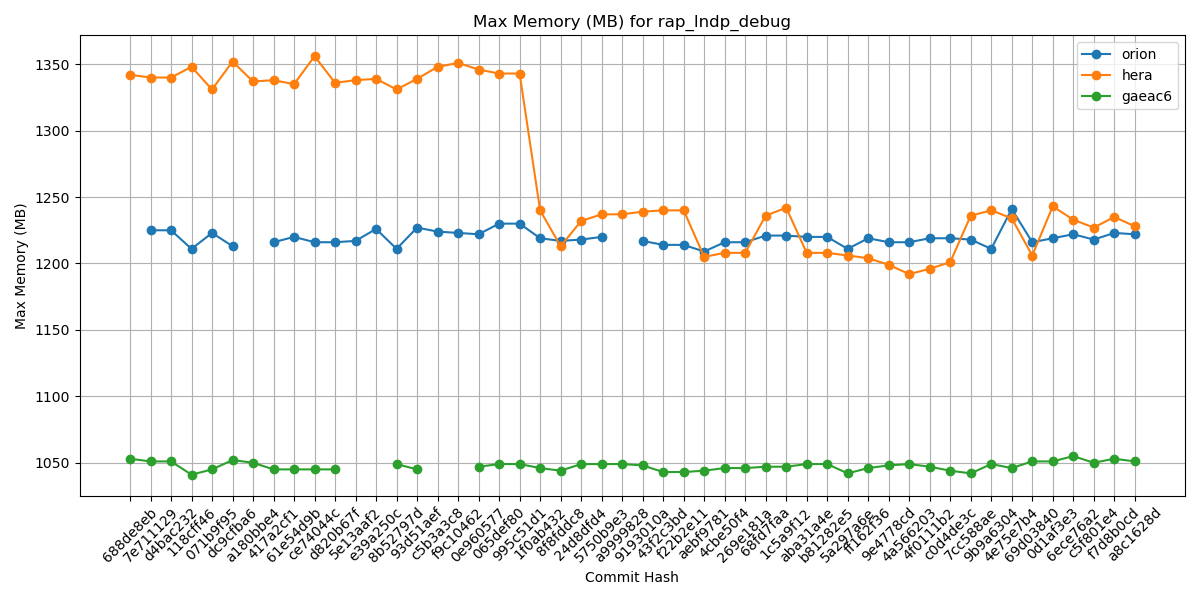 Max Memory (MB) for rap_lndp_debug
orion
hera
gaeac6
Max Memory (MB)
1350
1300
1250
1200
1150
1100
1050
688de8eb
7e711129
d4bac232
118cff46
071b9f95
dc9cfba6
a180bbe4
417a2cf1
61e54d9b
ce74044c
d820b67f
5e13aaf2
e39a250c
8b52797d
93d51aef
c5b3a3c8
f9c10462
0e960577
065def80
995c51d1
1f0ab432
8f8fddc8
24d8dfd4
5750b9e3
a9999828
9193010a
43f2c3bd
f22b2e11
aebf9781
4cbe50f4
269e181a
68fd7faa
1c5a9f12
aba31a4e
b81282e5
5a297a6e
ff162f36
9e4778cd
4a566203
4f0111b2
c0d4de3c
7cc588ae
9b9a6304
4e75e7b4
69d03840
0d1af3e3
6ece76a2
c5f801e4
f7d8b0cd
a8c1628d
Commit Hash